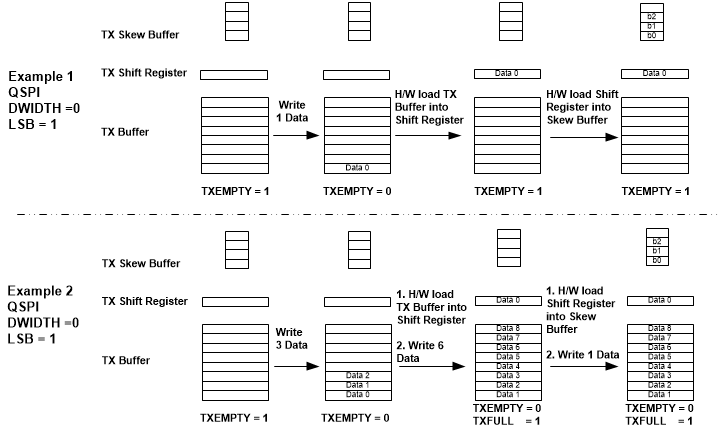 TX Skew Buffer
b2
b1
b0
Example 1
QSPI
DWIDTH =0
LSB = 1
TX Shift Register
Data 0
Data 0
TX Buffer
Write
1 Data
H/W load TX
Buffer into
Shift Register
H/W load Shift
Register into
Skew Buffer
Data 0
TXEMPTY = 1
TXEMPTY = 0
TXEMPTY = 1
TXEMPTY = 1
TX Skew Buffer
b2
b1
b0
Example 2
QSPI
DWIDTH =0
LSB = 1
TX Shift Register
Data 0
Data 0
TX Buffer
Write
3 Data
Data 2
Data 1
Data 0
1. H/W load
TX Buffer into
Shift Register
2. Write 6
Data
Data 8
Data 7
Data 6
Data 5
Data 4
Data 3
Data 2
Data 1
1. H/W load
Shift Register
into Skew
Buffer
2. Write 1 Data
Data 8
Data 7
Data 6
Data 5
Data 4
Data 3
Data 2
Data 1
TXEMPTY = 1
TXEMPTY = 0
TXEMPTY = 0
TXFULL = 1
TXEMPTY = 0
TXFULL = 1